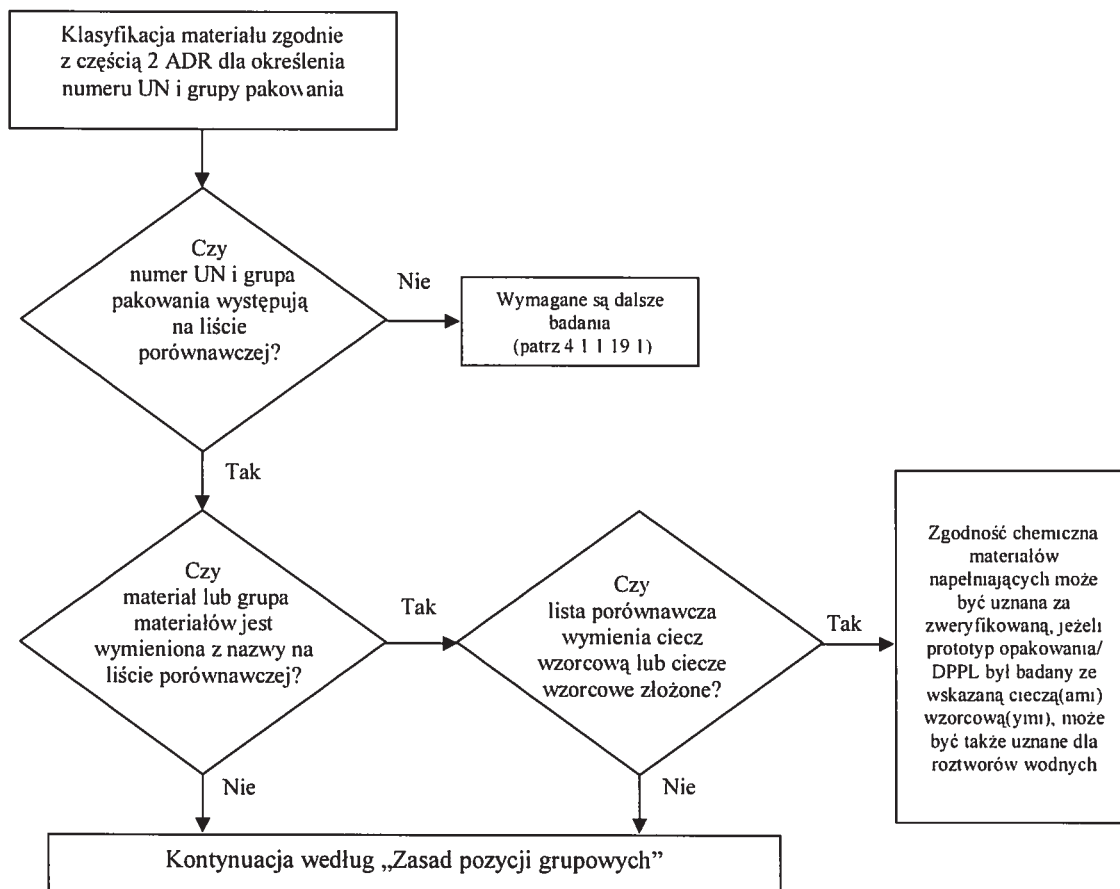 Klasyfikacja materiału zgodnie
z częścią 2 ADR dla określenia
numeru UN i grupy pakowania
Czy
numer UN i grupa
pakowania występują
na liście
porównawczej?
Nie
Wymagane są dalsze
badania
(patrz 4 1 1 19 1)
Tak
Czy
materiał lub grupa
materiałów jest
wymieniona z nazwy na
liście porównawczej?
Tak
Czy
lista porównawcza
wymienia ciecz
wzorcową lub ciecze
wzorcowe złożone?
Tak
Zgodność chemiczna
materiałów
napełniających może
być uznana za
zweryfikowaną, jeżeli
prototyp opakowania/
DPPL był badany ze
wskazaną cieczą(ami)
wzorcową(ymi), może
być także uznane dla
roztworów wodnych
Nie
Nie
Kontynuacja według „Zasad pozycji grupowych”